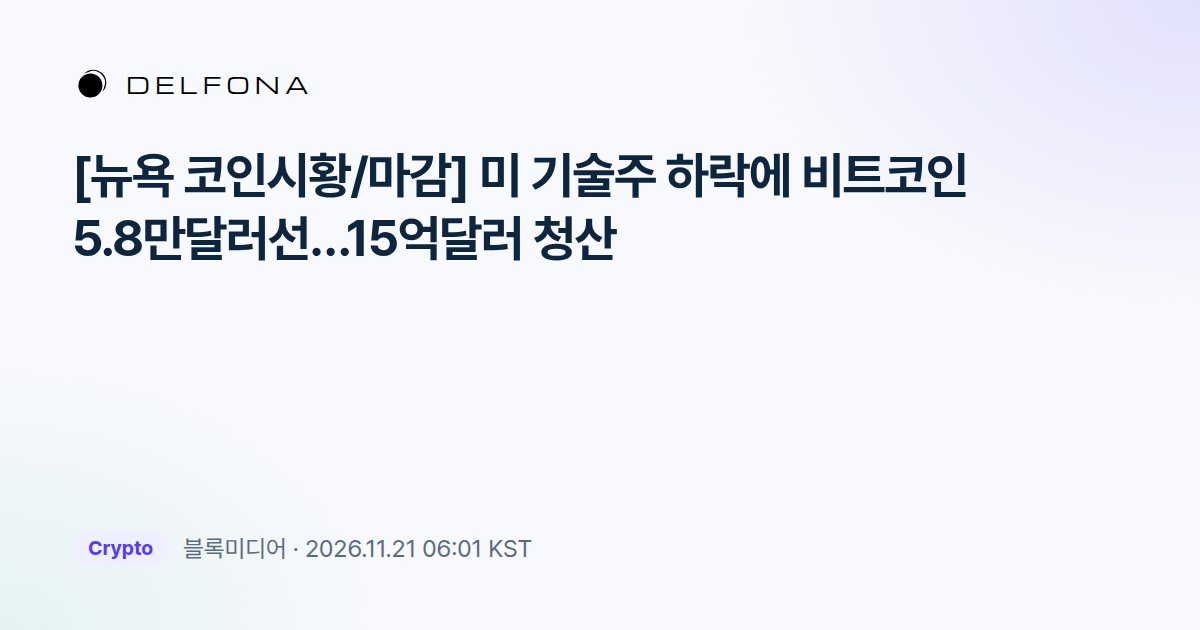 DELFONA
[뉴욕 코인시황/마감] 미 기술주 하락에 비트코인
5.8만달러선…15억달러 청산
Crypto 블록미디어 · 2026.11.21 06:01 KST